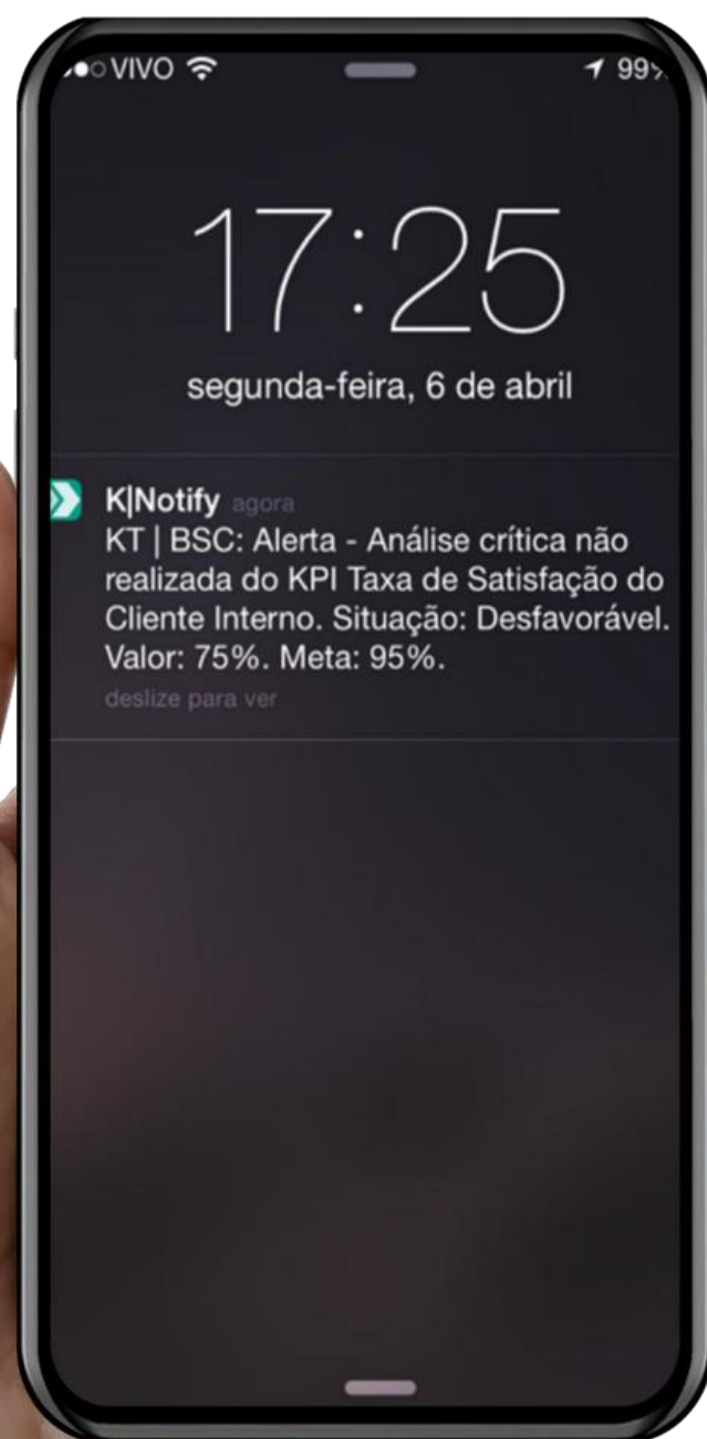 VIVO 99%
17:25
segunda-feira, 6 de abril
K|Notify agora
KT | BSC: Alerta - Análise crítica não
realizada do KPI Taxa de Satisfação do
Cliente Interno. Situação: Desfavorável.
Valor: 75%. Meta: 95%.
deslize para ver